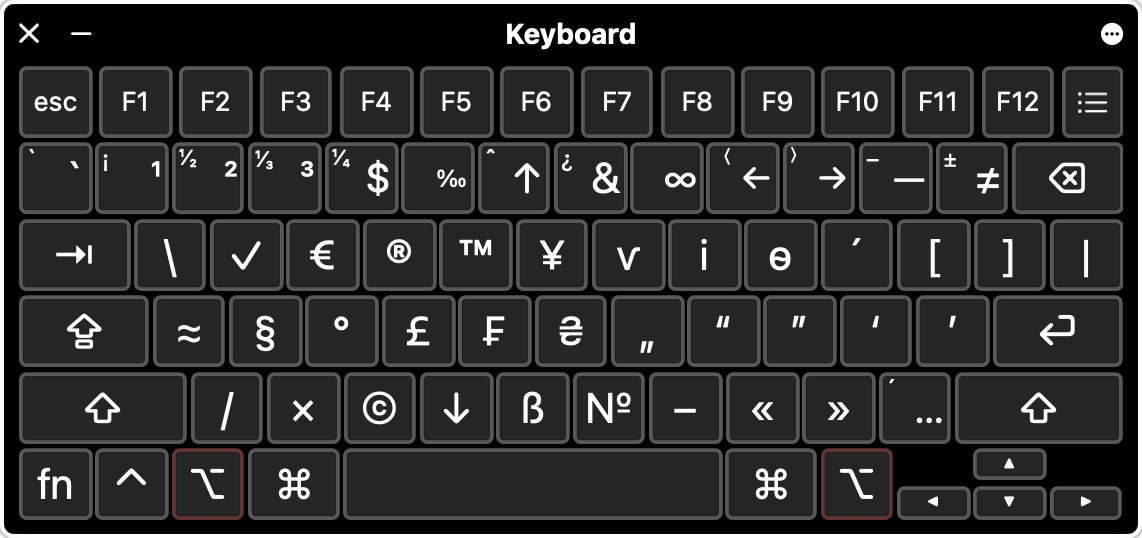 Keyboard
esc F1 F2 F3 F4 F5 F6 F7 F8 F9 F10 F11 F12
` ` ¡ 1 ½ 2 ⅓ 3 ¼ $ ‰ ˆ ↑ ¿ & ∞ 〈 ← 〉 → – — ± ≠
⇥ \ ✓ € ® ™ ¥ ѵ і ѳ ´ [ ] |
≈ § ° £ ₣ ₴ „ “ ” ‘ ’
/ × © ↓ ß № – « » ´ …
fn ⌃ ⌥ ⌘ ⌘ ⌥ ▲
◀ ▼ ▶